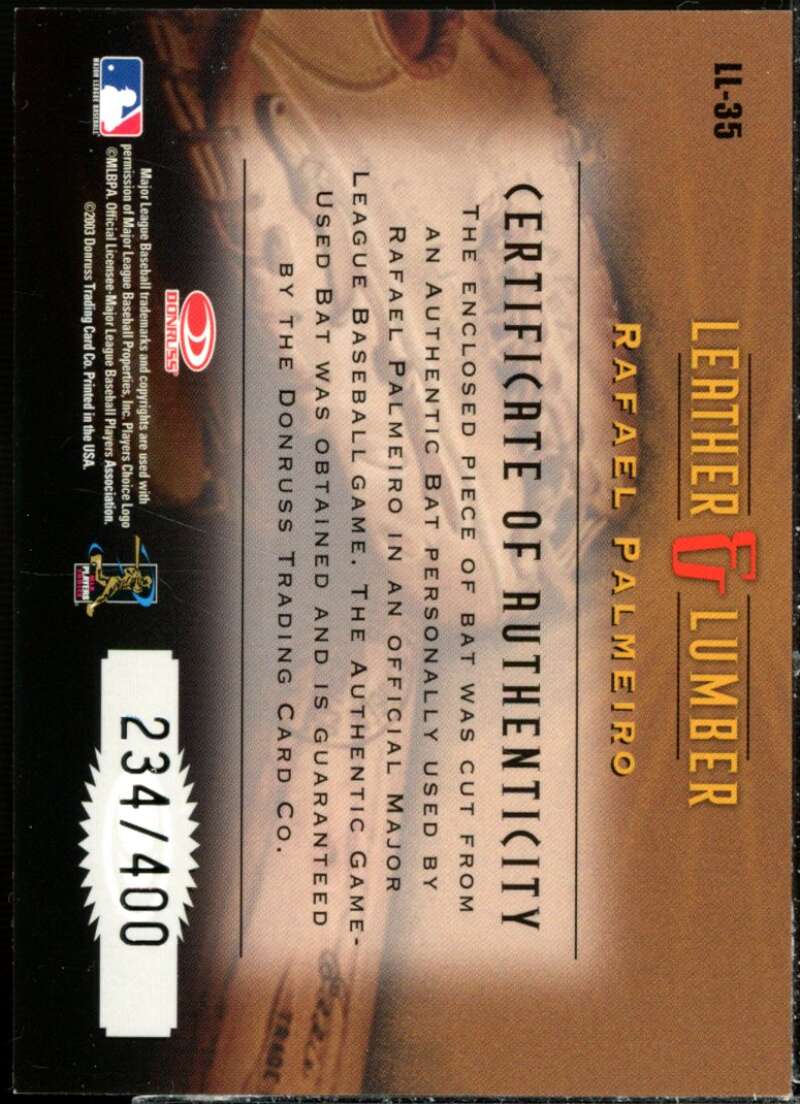 LL-35
LEATHER & LUMBER
RAFAEL PALMEIRO
CERTIFICATE OF AUTHENTICITY
THE ENCLOSED PIECE OF BAT WAS CUT FROM
AN AUTHENTIC BAT PERSONALLY USED BY
RAFAEL PALMEIRO IN AN OFFICIAL MAJOR
LEAGUE BASEBALL GAME. THE AUTHENTIC GAME-
USED BAT WAS OBTAINED AND IS GUARANTEED
BY THE DONRUSS TRADING CARD CO.
DONRUSS
MAJOR LEAGUE BASEBALL
Major League Baseball trademarks and copyrights are used with
permission of Major League Baseball Properties, Inc. Players Choice Logo
©MLBPA. Official Licensee-Major League Baseball Players Association.
©2003 Donruss Trading Card Co. Printed in the USA.
PLAYERS
234/400